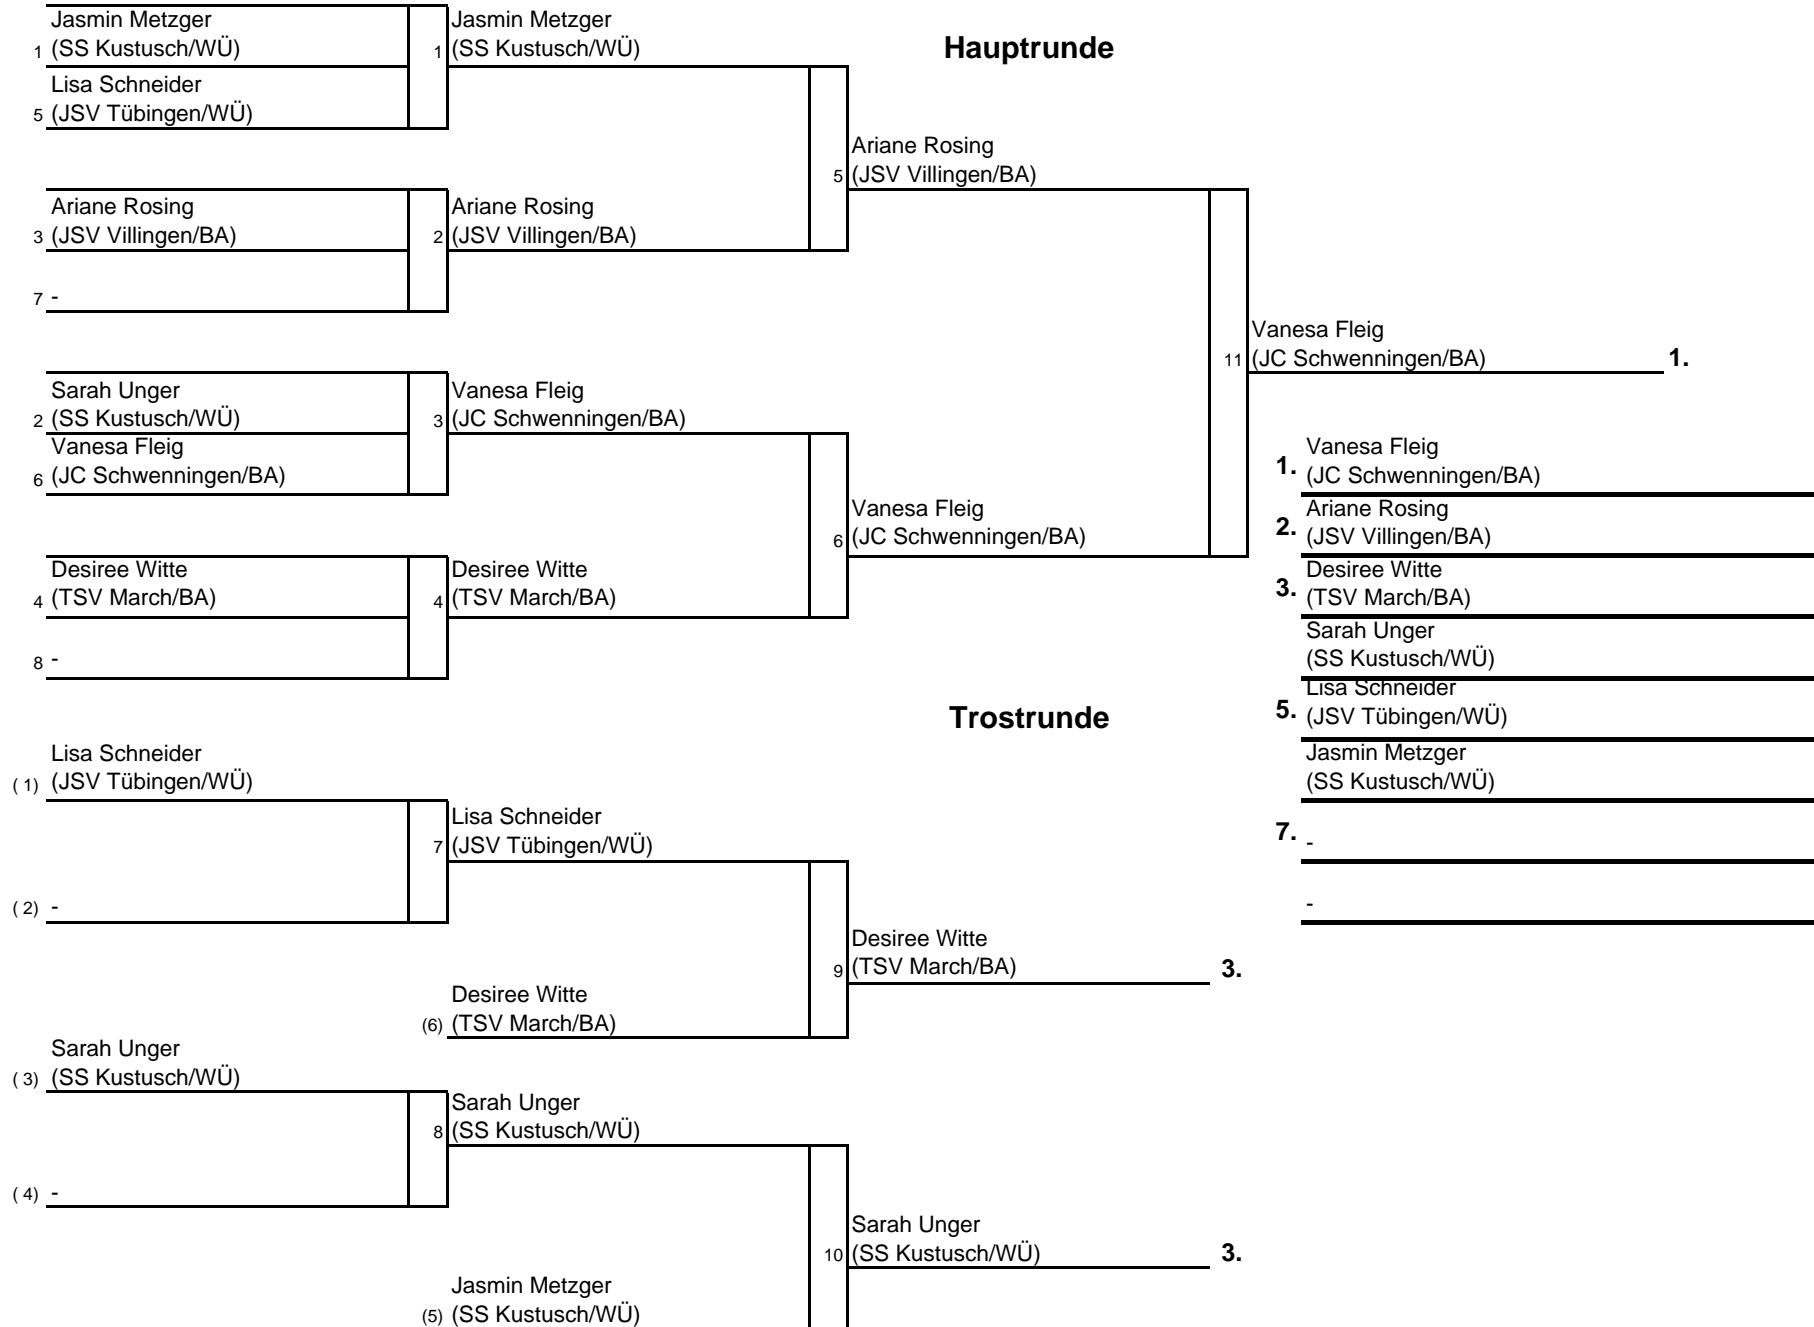 Hauptrunde
Jasmin Metzger
1 (SS Kustusch/WÜ)
Lisa Schneider
5 (JSV Tübingen/WÜ)
Ariane Rosing
3 (JSV Villingen/BA)
7 -
Sarah Unger
2 (SS Kustusch/WÜ)
Vanesa Fleig
6 (JC Schwenningen/BA)
Desiree Witte
4 (TSV March/BA)
8 -
Jasmin Metzger
1 (SS Kustusch/WÜ)
Ariane Rosing
2 (JSV Villingen/BA)
Vanesa Fleig
3 (JC Schwenningen/BA)
Desiree Witte
4 (TSV March/BA)
Ariane Rosing
5 (JSV Villingen/BA)
Vanesa Fleig
6 (JC Schwenningen/BA)
Vanesa Fleig
11 (JC Schwenningen/BA) 1.
Vanesa Fleig
1. (JC Schwenningen/BA)
Ariane Rosing
2. (JSV Villingen/BA)
Desiree Witte
3. (TSV March/BA)
Sarah Unger
(SS Kustusch/WÜ)
Lisa Schneider
5. (JSV Tübingen/WÜ)
Jasmin Metzger
(SS Kustusch/WÜ)
7. -
-
Trostrunde
Lisa Schneider
( 1) (JSV Tübingen/WÜ)
( 2) -
Lisa Schneider
7 (JSV Tübingen/WÜ)
Desiree Witte
(6) (TSV March/BA)
Desiree Witte
9 (TSV March/BA) 3.
Sarah Unger
( 3) (SS Kustusch/WÜ)
( 4) -
Sarah Unger
8 (SS Kustusch/WÜ)
Jasmin Metzger
(5) (SS Kustusch/WÜ)
Sarah Unger
10 (SS Kustusch/WÜ) 3.